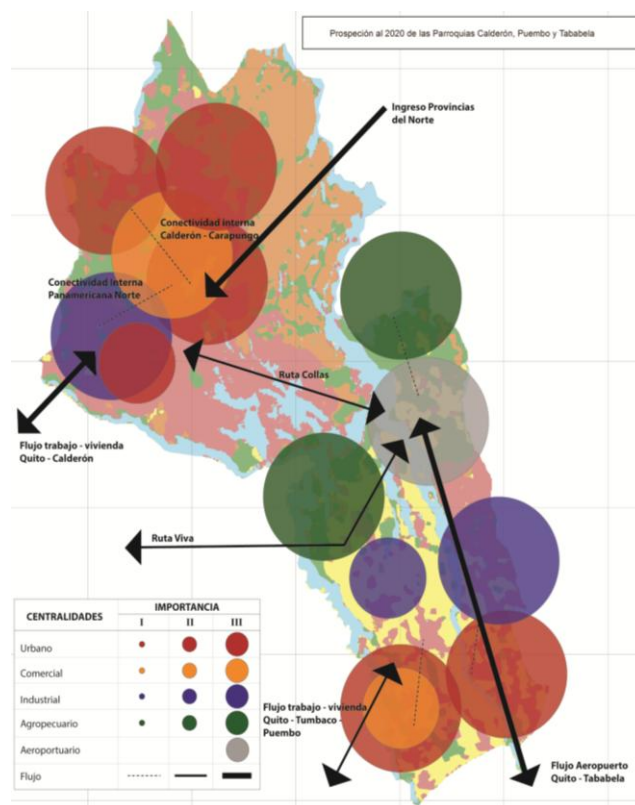 Prospeción al 2020 de las Parroquias Calderón, Puembo y Tababela
Ingreso Provincias
del Norte
Conectividad interna
Calderón - Carapungo
Conectividad Interna
Panamericana Norte
Ruta Collas
Flujo trabajo - vivienda
Quito - Calderón
Ruta Viva
CENTRALIDADES
IMPORTANCIA
I II III
Urbano
Comercial
Industrial
Agropecuario
Aeroportuario
Flujo
Flujo trabajo - vivienda
Quito - Tumbaco -
Puembo
Flujo Aeropuerto
Quito - Tababela